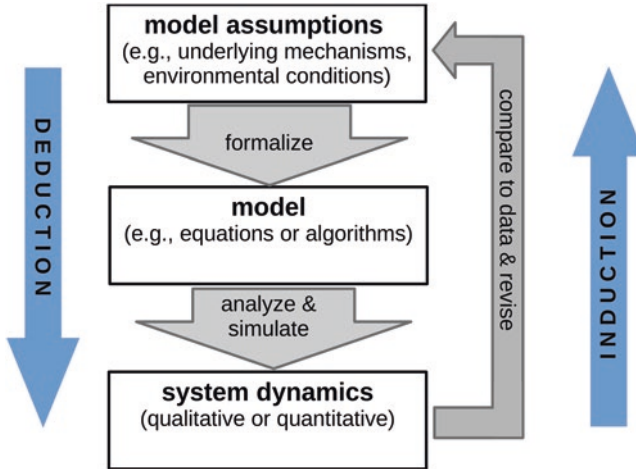 model assumptions
(e.g., underlying mechanisms,
environmental conditions)
formalize
model
(e.g., equations or algorithms)
analyze &
simulate
system dynamics
(qualitative or quantitative)
DEDUCTION
compare to data & revise
INDUCTION